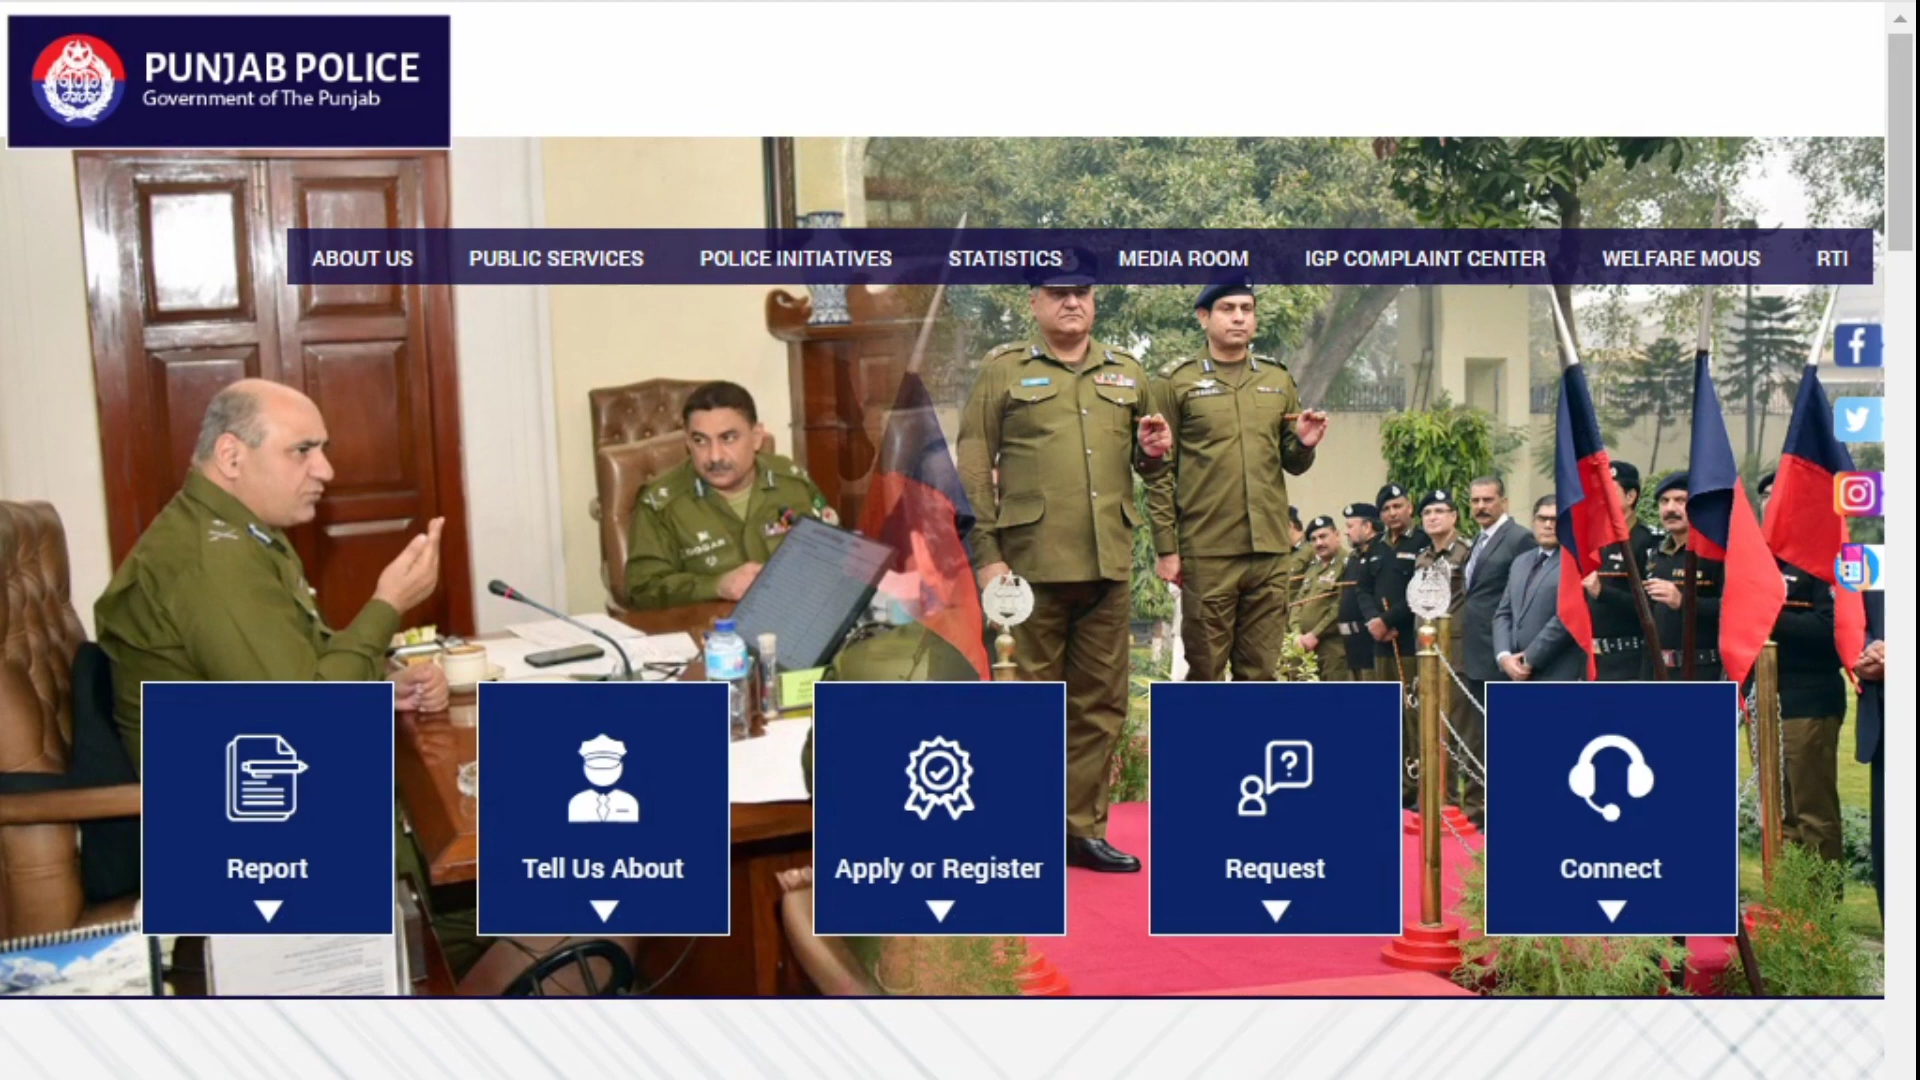 PUNJAB POLICE
Government of The Punjab
ABOUT US PUBLIC SERVICES POLICE INITIATIVES STATISTICS MEDIA ROOM IGP COMPLAINT CENTER WELFARE MOUS RTI
DOGAR
Report Tell Us About Apply or Register Request Connect